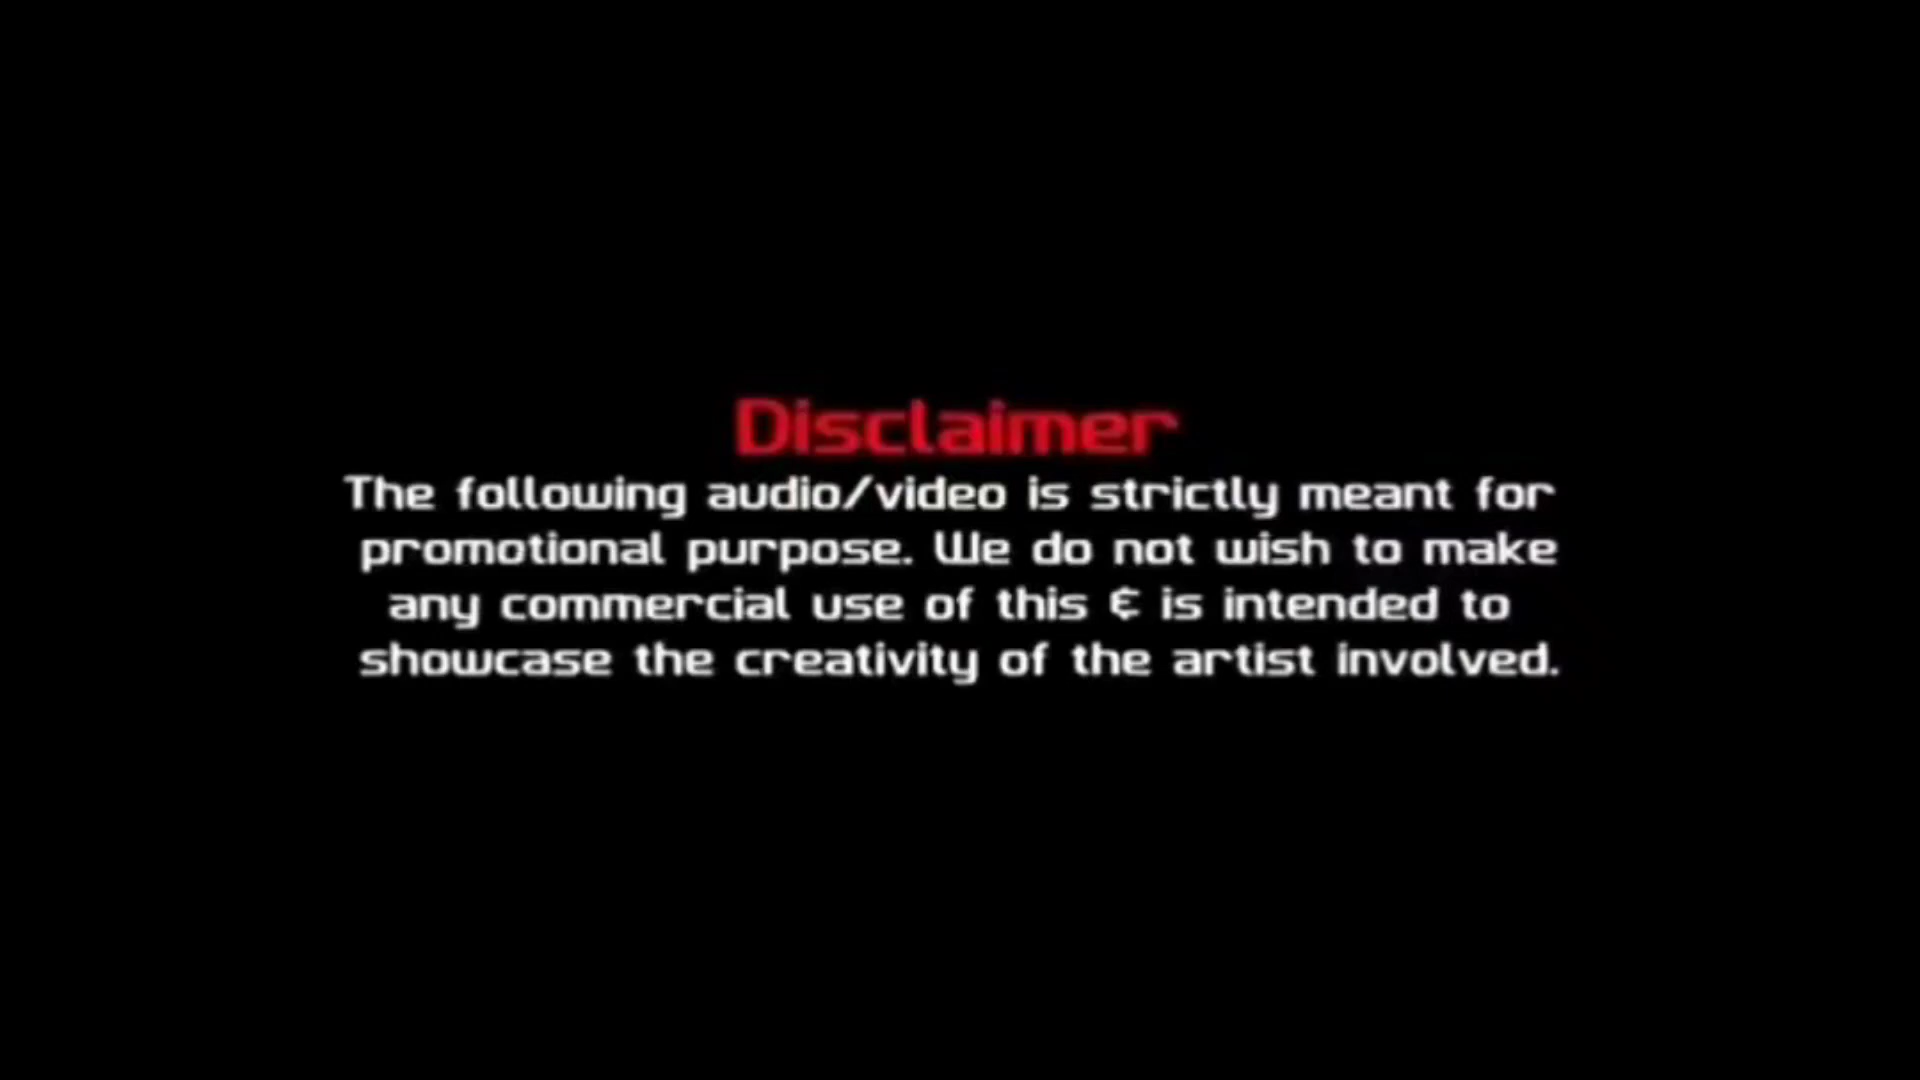 Disclaimer
The following audio/video is strictly meant for
promotional purpose. We do not wish to make
any commercial use of this & is intended to
showcase the creativity of the artist involved.